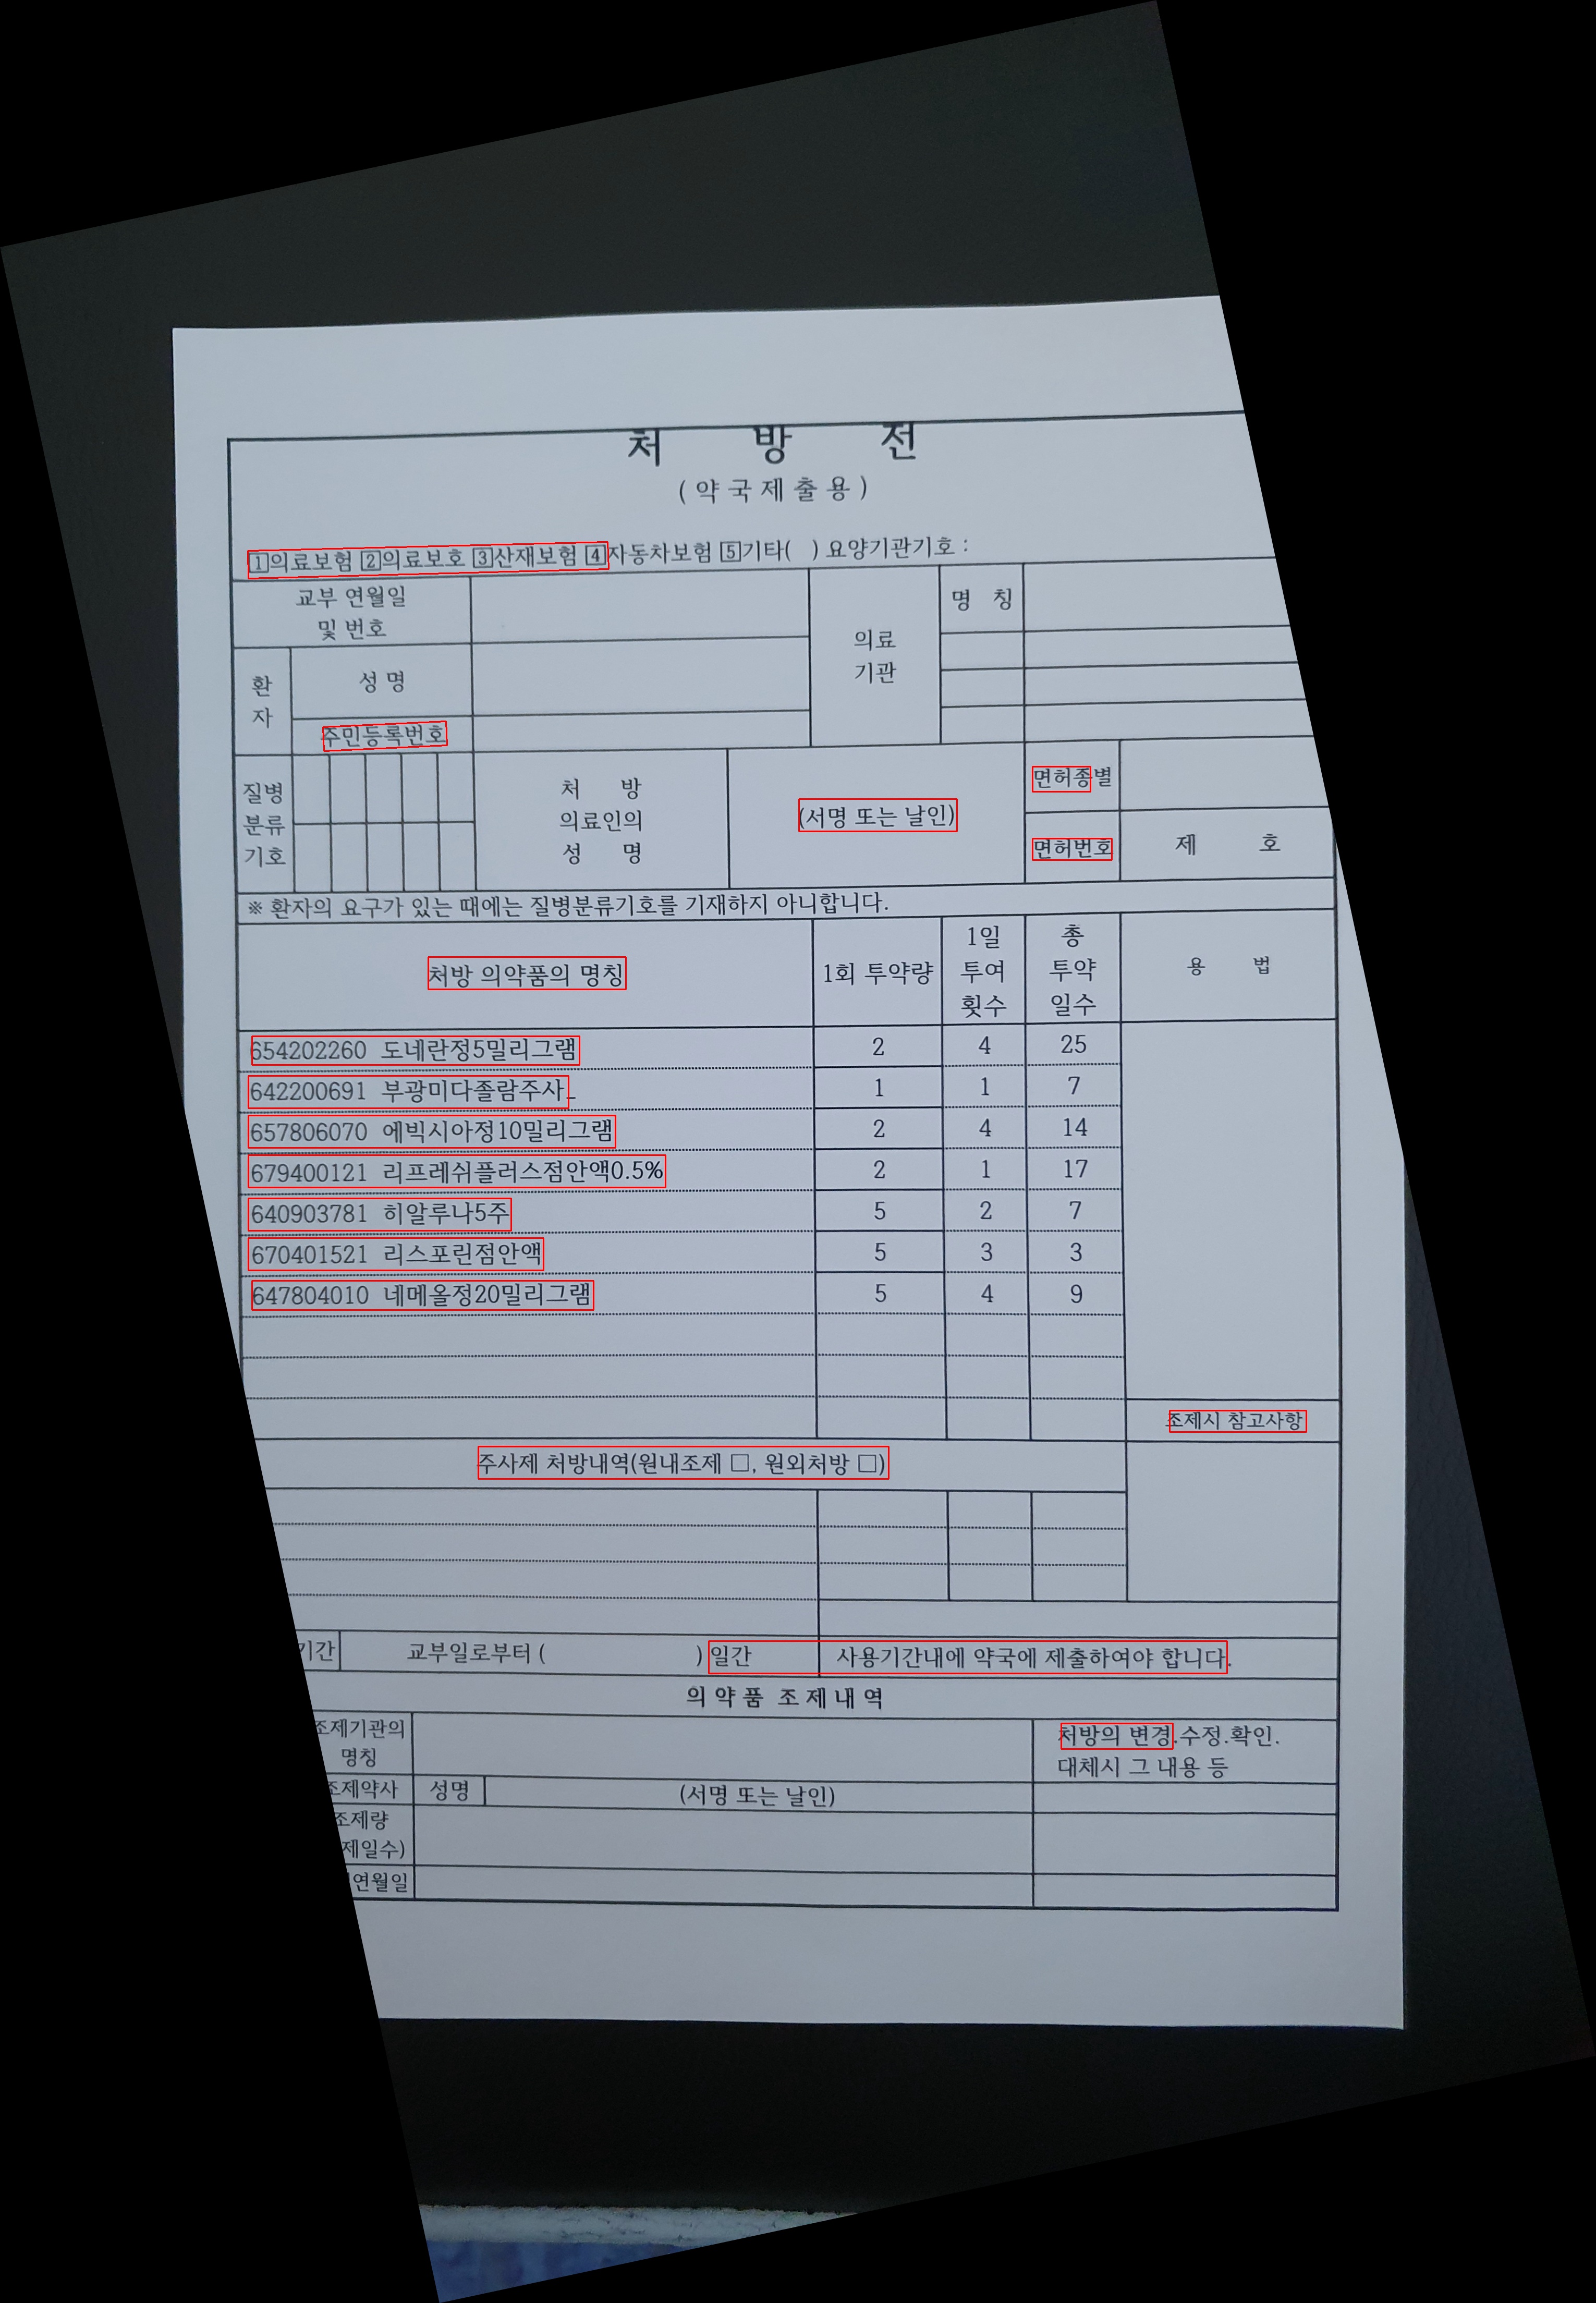 처 방 전
( 약 국 제 출 용 )
1의료보험 2의료보호 3산재보험 4자동차보험 5기타( ) 요양기관기호 :
교부 연월일
및 번호
의료
기관
명 칭
환
자
성 명
주민등록번호
질병
분류
기호
처 방
의료인의
성 명
(서명 또는 날인)
면허종별
면허번호
제 호
※ 환자의 요구가 있는 때에는 질병분류기호를 기재하지 아니합니다.
처방 의약품의 명칭
1회 투약량
1일
투여
횟수
총
투약
일수
용 법
654202260 도네란정5밀리그램 2 4 25
642200691 부광미다졸람주사_ 1 1 7
657806070 에빅시아정10밀리그램 2 4 14
679400121 리프레쉬플러스점안액0.5% 2 1 17
640903781 히알루나5주 5 2 7
670401521 리스포린점안액 5 3 3
647804010 네메올정20밀리그램 5 4 9
조제시 참고사항
주사제 처방내역(원내조제 □, 원외처방 □)
기간 교부일로부터 ( ) 일간 사용기간내에 약국에 제출하여야 합니다.
의 약 품 조 제 내 역
조제기관의
명칭
처방의 변경.수정.확인.
대체시 그 내용 등
조제약사 성명 (서명 또는 날인)
조제량
제일수)
연월일